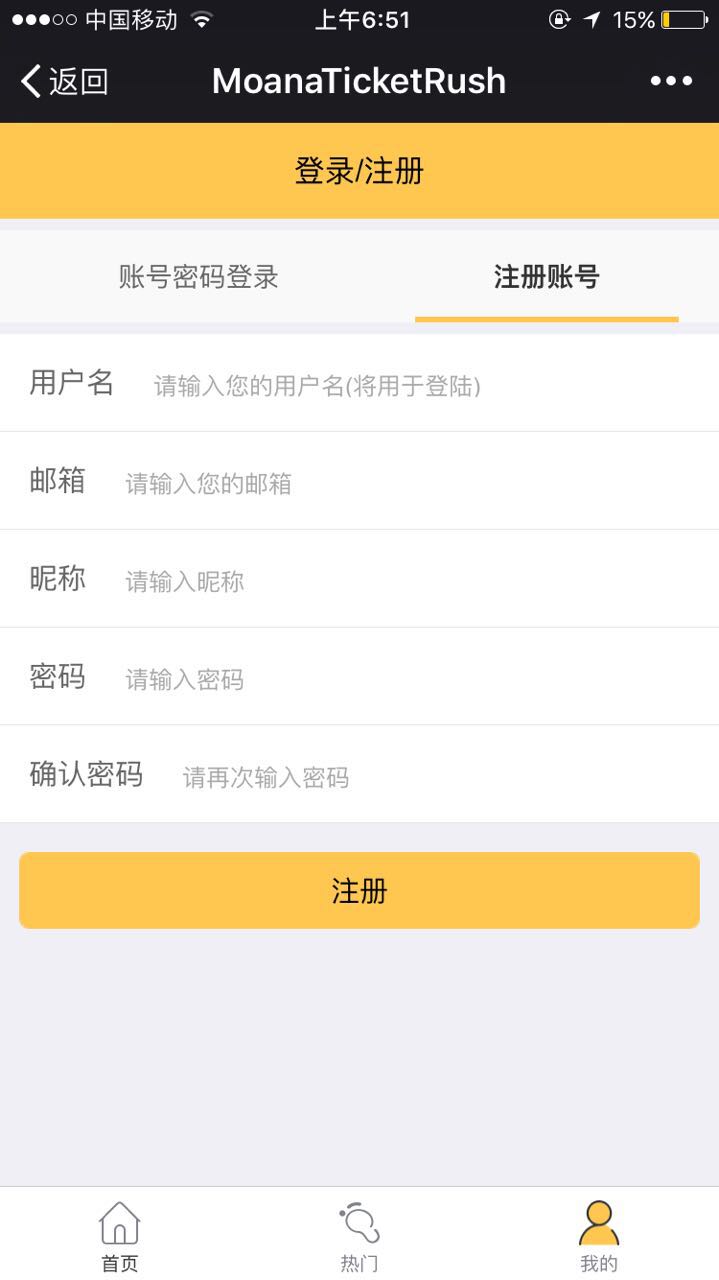 中国移动 上午6:51 15%
返回 MoanaTicketRush
登录/注册
账号密码登录 注册账号
用户名 请输入您的用户名(将用于登陆)
邮箱 请输入您的邮箱
昵称 请输入昵称
密码 请输入密码
确认密码 请再次输入密码
注册
首页 热门 我的